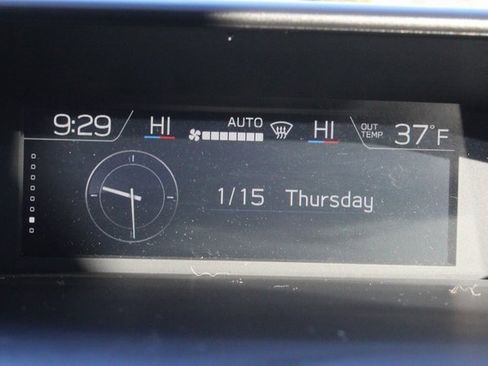 9:29 HI AUTO HI OUT TEMP 37°F
1/15 Thursday